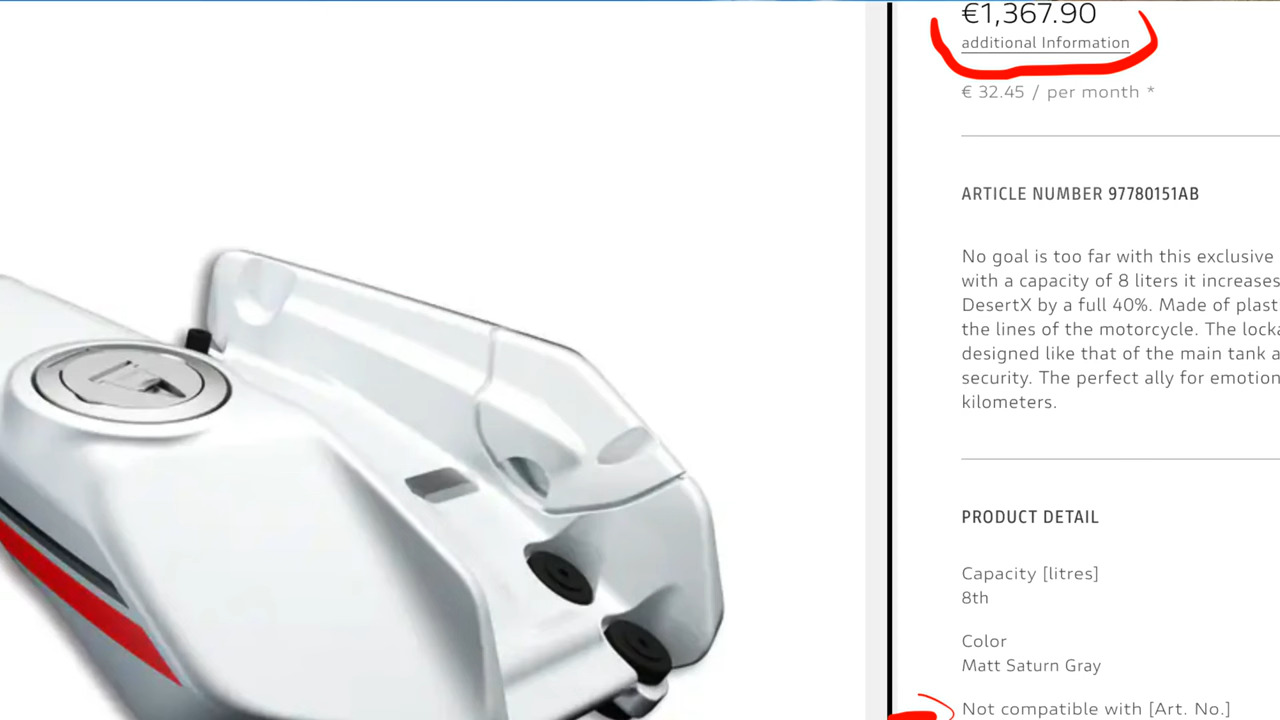 €1,367.90
additional Information
€ 32.45 / per month *
ARTICLE NUMBER 97780151AB
No goal is too far with this exclusive
with a capacity of 8 liters it increases
DesertX by a full 40%. Made of plast
the lines of the motorcycle. The locka
designed like that of the main tank a
security. The perfect ally for emotion
kilometers.
PRODUCT DETAIL
Capacity [litres]
8th
Color
Matt Saturn Gray
Not compatible with [Art. No.]